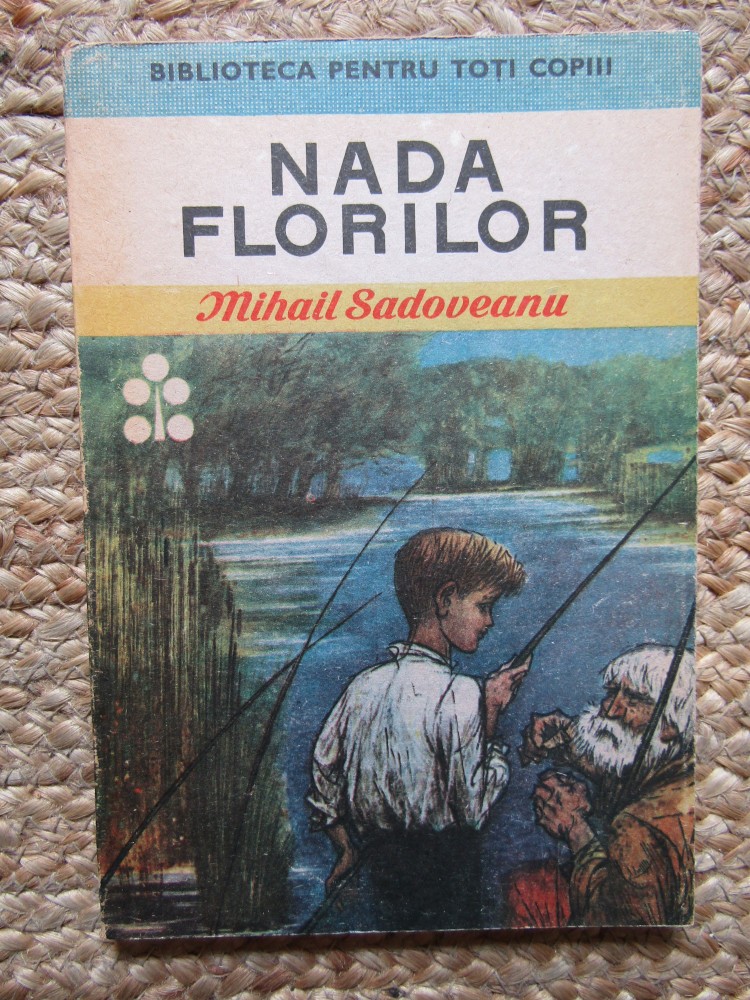 BIBLIOTECA PENTRU TOȚI COPIII
NADA
FLORILOR
Mihail Sadoveanu